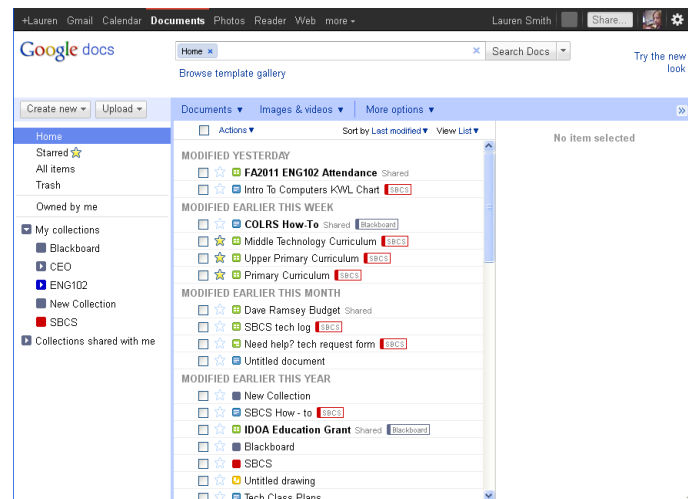 +Lauren Gmail Calendar Documents Photos Reader Web more Lauren Smith Share...
Google docs
Home × × Search Docs
Try the new look
Browse template gallery
Create new Upload Documents Images & videos More options »
Home
Starred
All items
Trash
Owned by me
My collections
Blackboard
CEO
ENG102
New Collection
SBCS
Collections shared with me
Actions Sort by Last modified View List
MODIFIED YESTERDAY
FA2011 ENG102 Attendance Shared
Intro To Computers KWL Chart SBCS
MODIFIED EARLIER THIS WEEK
COLRS How-To Shared Blackboard
Middle Technology Curriculum SBCS
Upper Primary Curriculum SBCS
Primary Curriculum SBCS
MODIFIED EARLIER THIS MONTH
Dave Ramsey Budget Shared
SBCS tech log SBCS
Need help? tech request form SBCS
Untitled document
MODIFIED EARLIER THIS YEAR
New Collection
SBCS How - to SBCS
IDOA Education Grant Shared Blackboard
Blackboard
SBCS
Untitled drawing
Tech Class Plans
No item selected